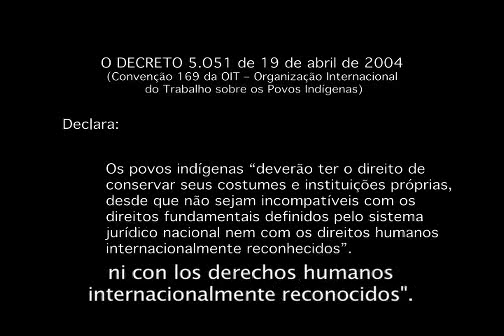 O DECRETO 5.051 de 19 de abril de 2004
(Convenção 169 da OIT – Organização Internacional
do Trabalho sobre os Povos Indígenas)
Declara:
Os povos indígenas “deverão ter o direito de
conservar seus costumes e instituições próprias,
desde que não sejam incompatíveis com os
direitos fundamentais definidos pelo sistema
jurídico nacional nem com os direitos humanos
internacionalmente reconhecidos”.
ni con los derechos humanos
internacionalmente reconocidos".